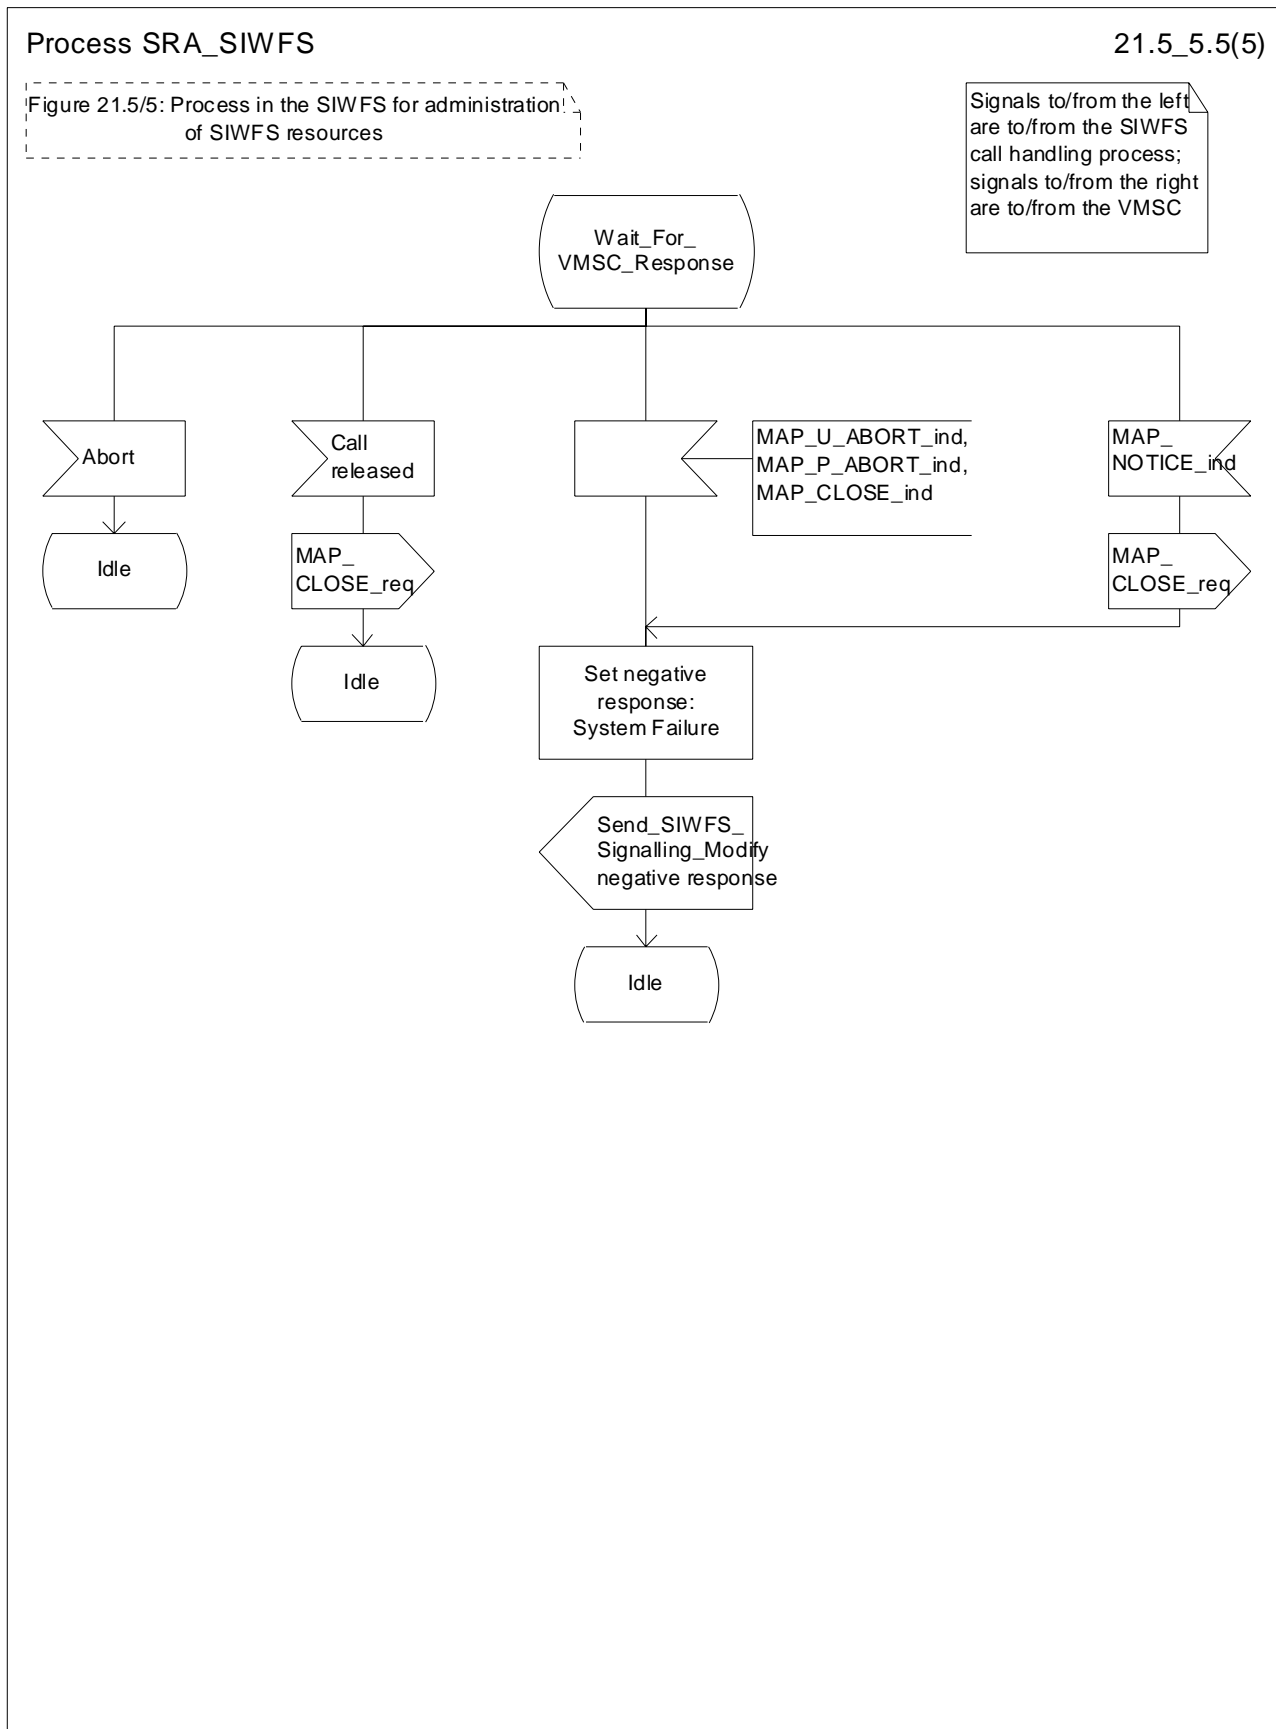 Process SRA_SIWFS
21.5_5.5(5)
Figure 21.5/5: Process in the SIWFS for administration
of SIWFS resources
Signals to/from the left
are to/from the SIWFS
call handling process;
signals to/from the right
are to/from the VMSC
Wait_For_
VMSC_Response
Abort
Call
released
MAP_U_ABORT_ind,
MAP_P_ABORT_ind,
MAP_CLOSE_ind
MAP_
NOTICE_ind
Idle
MAP_
CLOSE_req
MAP_
CLOSE_req
Idle
Set negative
response:
System Failure
Send_SIWFS_
Signalling_Modify
negative response
Idle